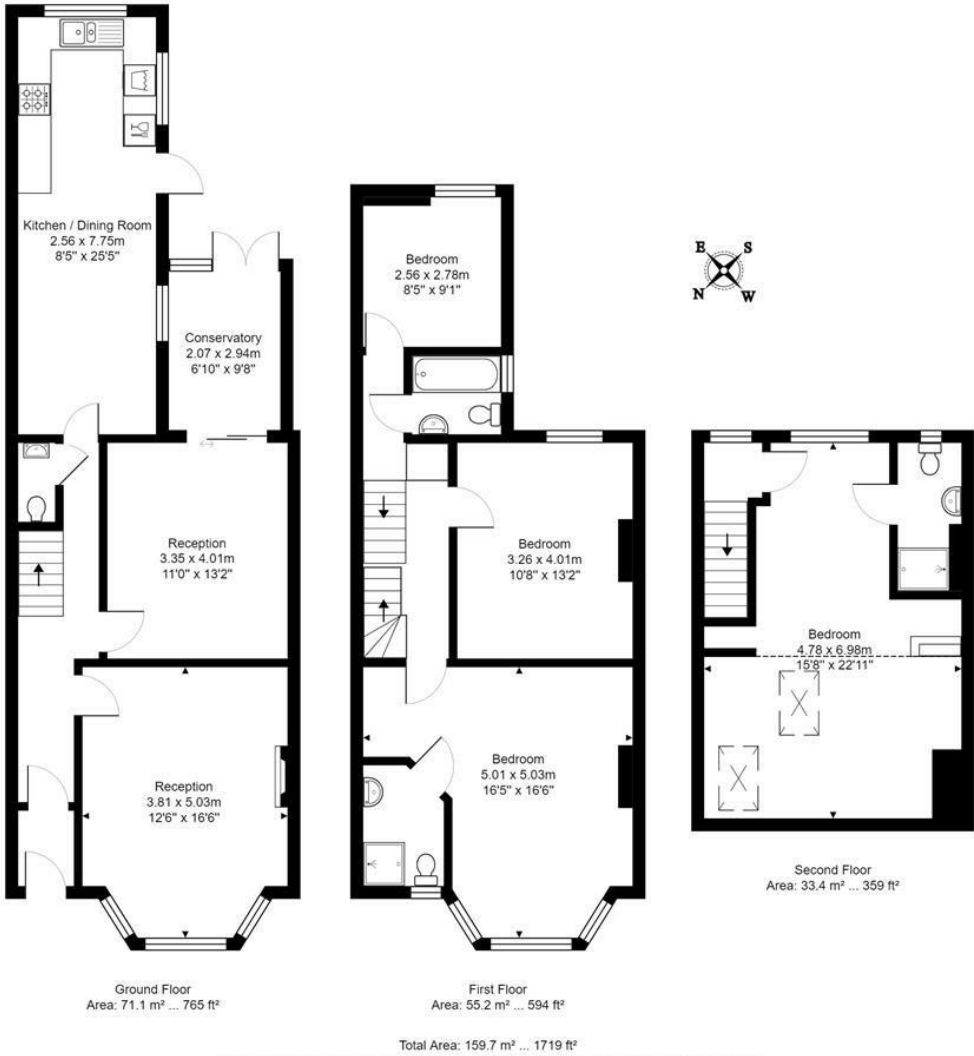 Kitchen / Dining Room
2.56 x 7.75m
8'5" x 25'5"
Conservatory
2.07 x 2.94m
6'10" x 9'8"
Reception
3.35 x 4.01m
11'0" x 13'2"
Reception
3.81 x 5.03m
12'6" x 16'6"
Ground Floor
Area: 71.1 m² ... 765 ft²
Bedroom
2.56 x 2.78m
8'5" x 9'1"
Bedroom
3.26 x 4.01m
10'8" x 13'2"
Bedroom
5.01 x 5.03m
16'5" x 16'6"
First Floor
Area: 55.2 m² ... 594 ft²
E S
N W
Bedroom
4.78 x 6.98m
15'8" x 22'11"
Second Floor
Area: 33.4 m² ... 359 ft²
Total Area: 159.7 m² ... 1719 ft²